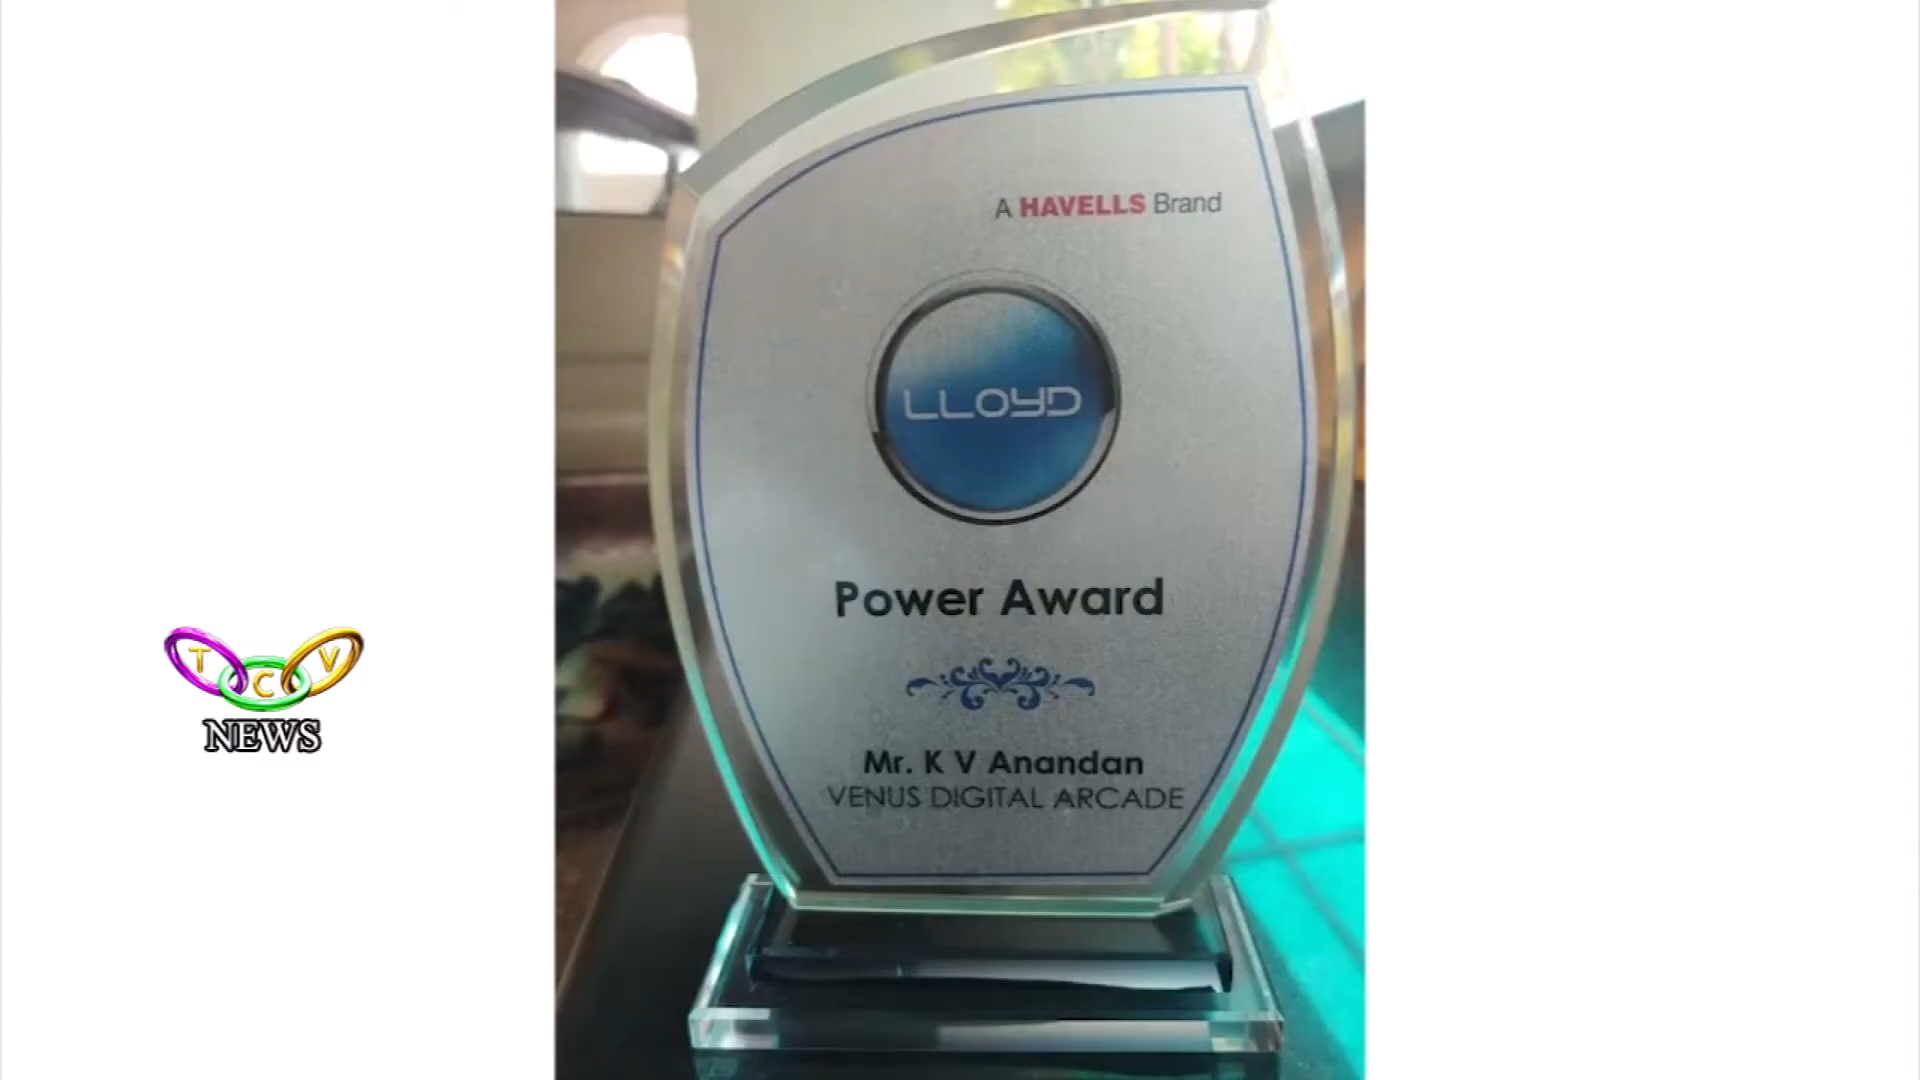 A HAVELLS Brand
LLOYD
Power Award
Mr. K V Anandan
VENUS DIGITAL ARCADE
T C V
NEWS